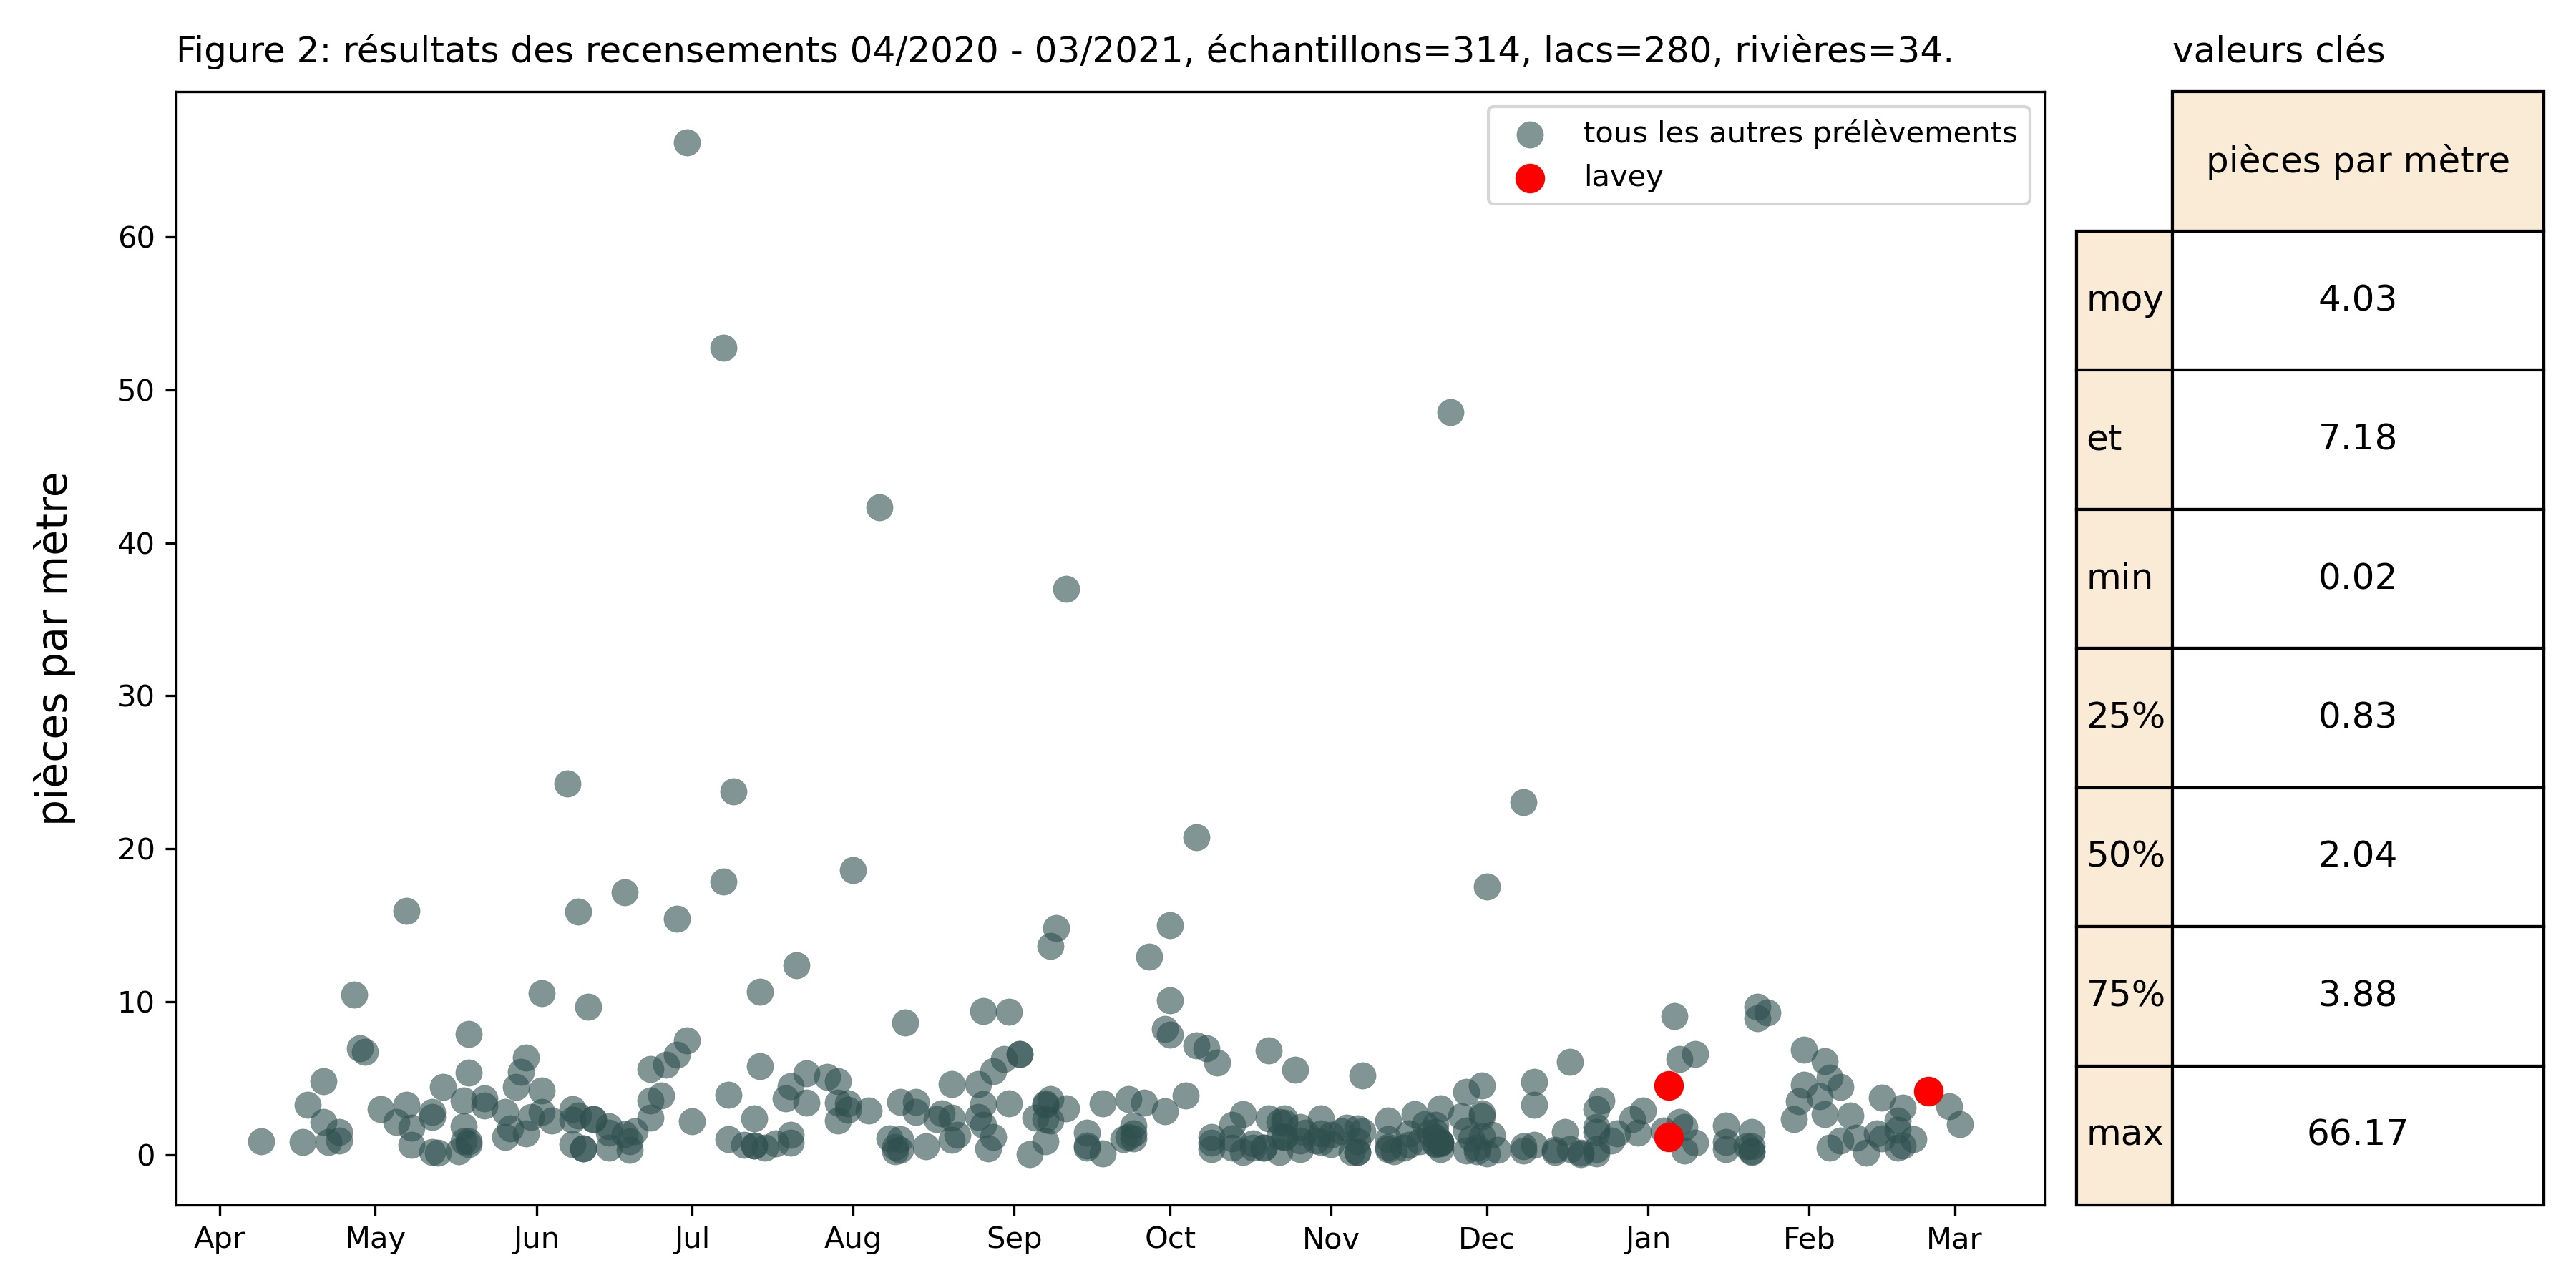 Figure 2: résultats des recensements 04/2020 - 03/2021, échantillons=314, lacs=280, rivières=34.
valeurs clés
tous les autres prélèvements
lavey
pièces par mètre
60
50
40
30
20
10
0
Apr May Jun Jul Aug Sep Oct Nov Dec Jan Feb Mar
pièces par mètre
moy 4.03
et 7.18
min 0.02
25% 0.83
50% 2.04
75% 3.88
max 66.17